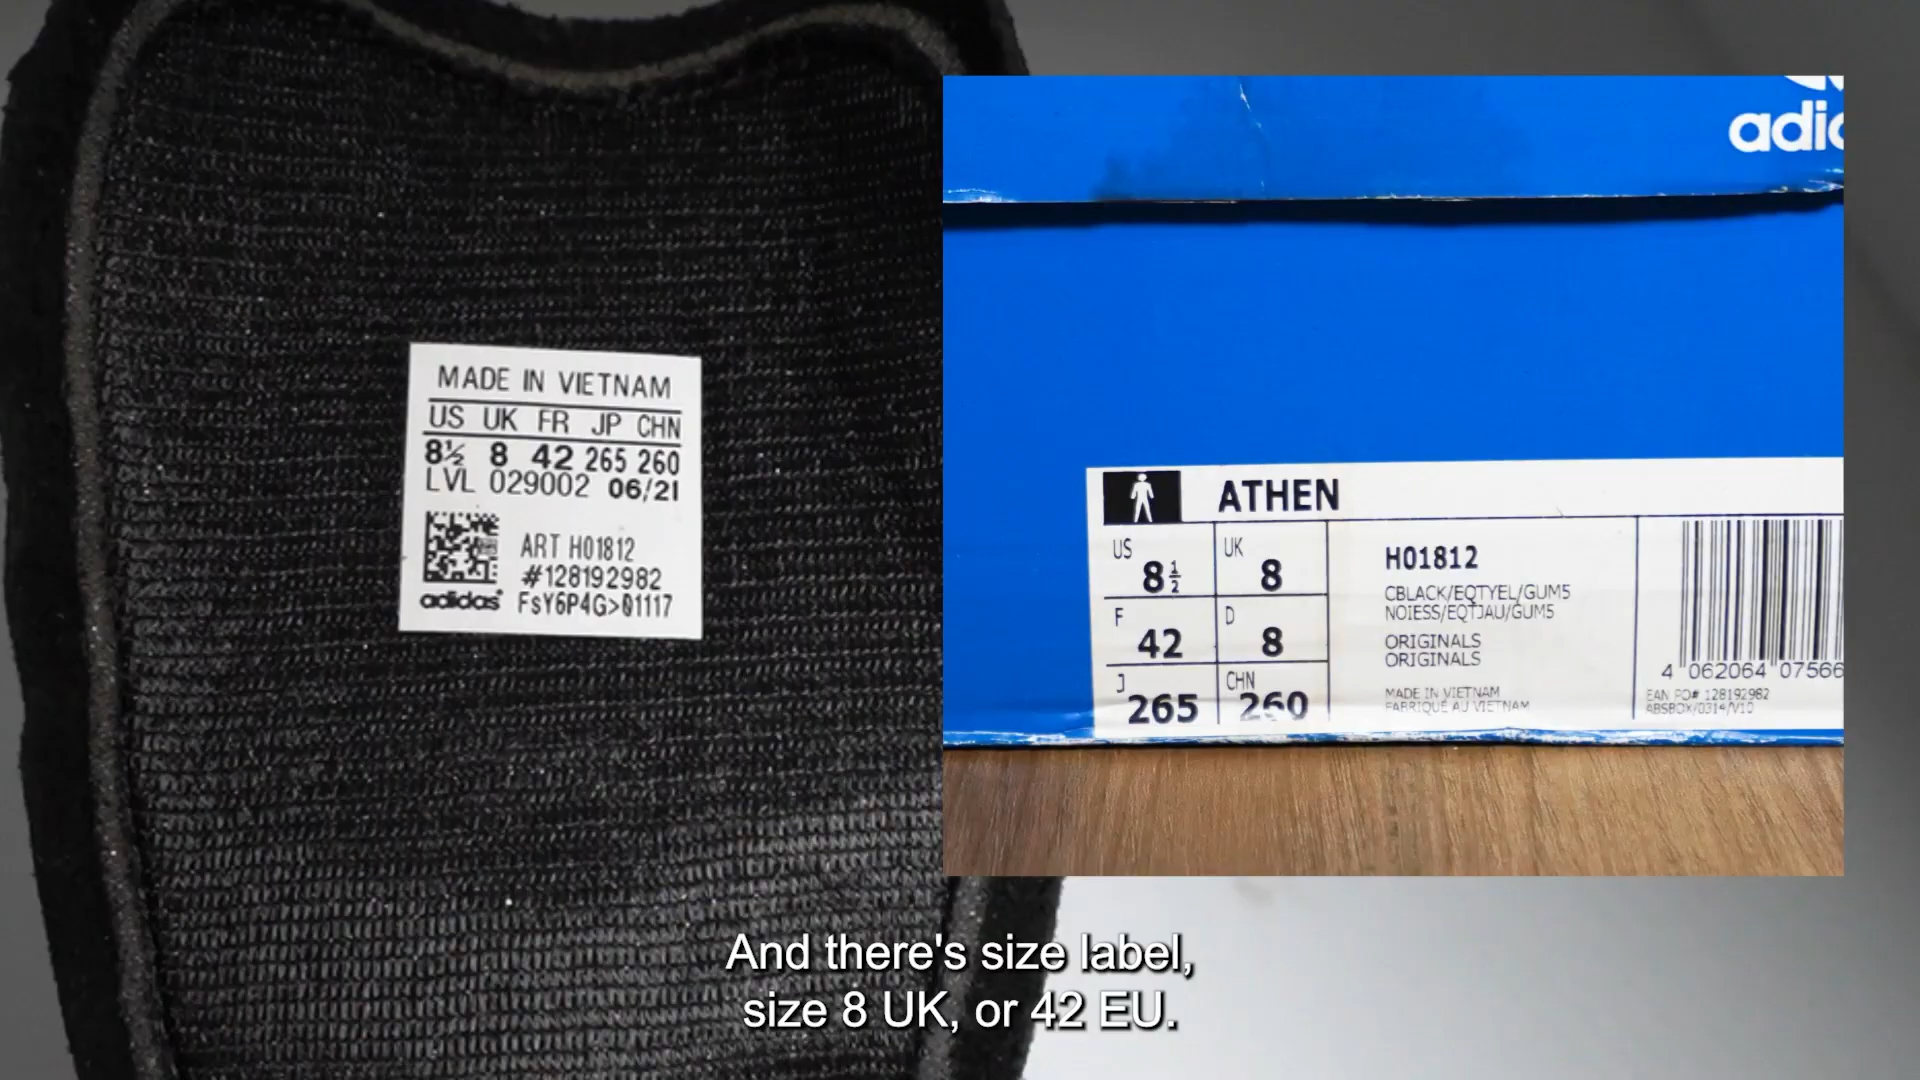 MADE IN VIETNAM
US UK FR JP CHN
8½ 8 42 265 260
LVL 029002 06/21
ART H01812
#128192982
adidas FsY6P4G>01117
adid
ATHEN
US 8½ UK 8
F 42 D 8
J 265 CHN 260
H01812
CBLACK/EQTYEL/GUM5
NOIESS/EQTJAU/GUM5
ORIGINALS
ORIGINALS
MADE IN VIETNAM
FABRIQUÉ AU VIETNAM
4 062064 07566
EAN PO# 128192982
ABSBOX/0314/V10
And there's size label,
size 8 UK, or 42 EU.